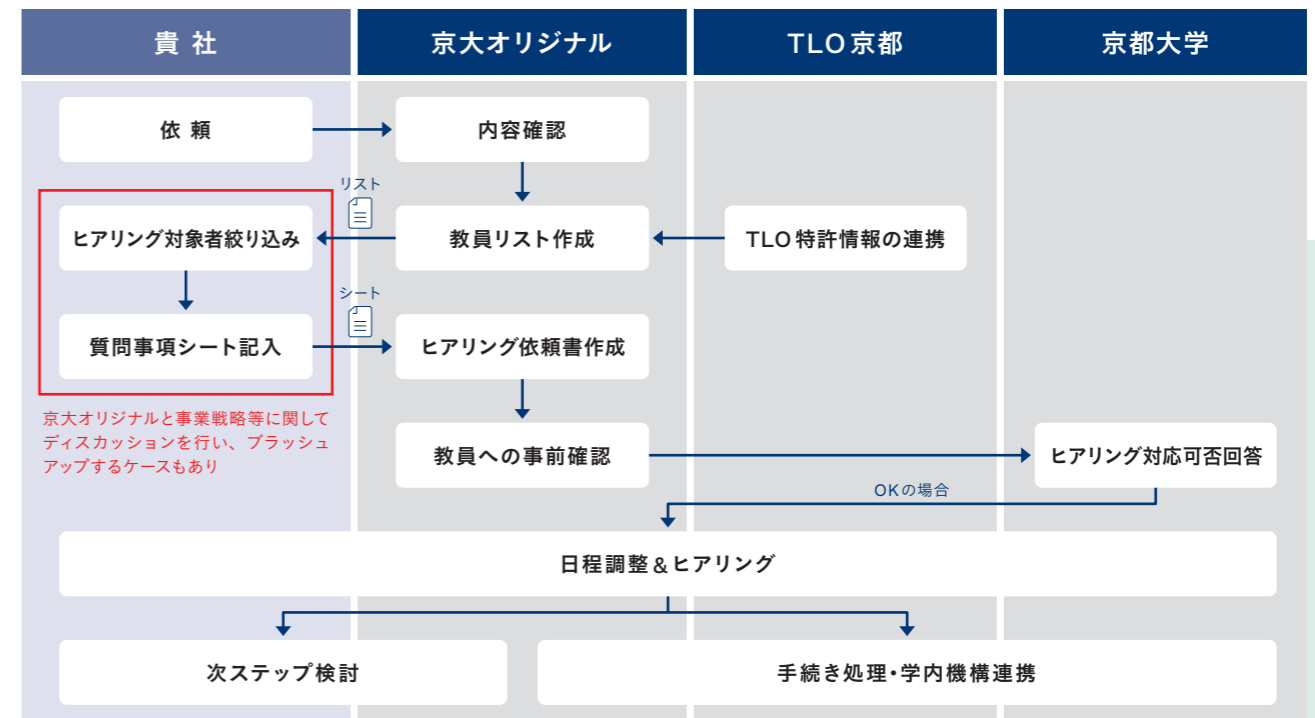 貴社
京大オリジナル
TLO京都
京都大学
依頼
内容確認
リスト
ヒアリング対象者絞り込み
教員リスト作成
TLO特許情報の連携
シート
質問事項シート記入
ヒアリング依頼書作成
京大オリジナルと事業戦略等に関して
ディスカッションを行い、ブラッシュ
アップするケースもあり
教員への事前確認
ヒアリング対応可否回答
OKの場合
日程調整&ヒアリング
次ステップ検討
手続き処理・学内機構連携